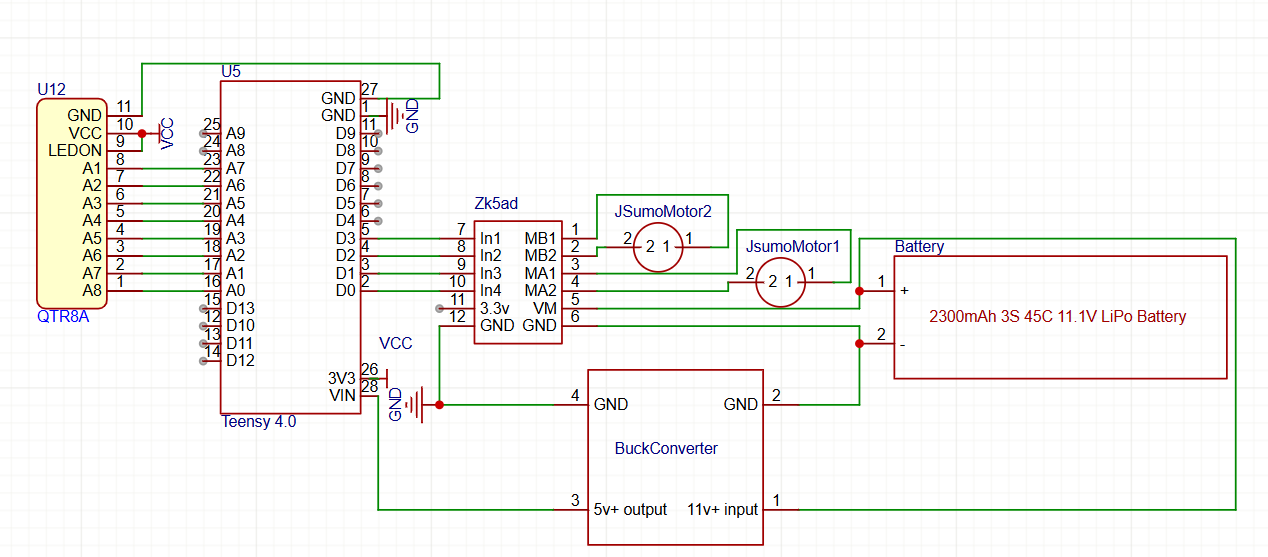 U12
GND 11
VCC 10
LEDON 9
A1 8
A2 7
A3 6
A4 5
A5 4
A6 3
A7 2
A8 1
QTR8A
VCC
U5
25 A9
24 A8
23 A7
22 A6
21 A5
20 A4
19 A3
18 A2
17 A1
16 A0
15 D13
12 D10
13 D11
14 D12
GND 27
GND 1
D9 11
D8 10
D7 9
D6 8
D5 7
D4 6
D3 5
D2 4
D1 3
D0 2
3V3 26
VIN 28
Teensy 4.0
GND
VCC
GND
Zk5ad
7 In1
8 In2
9 In3
10 In4
11 3.3v
12 GND
MB1 1
MB2 2
MA1 3
MA2 4
VM 5
GND 6
JSumoMotor2
2 2 1 1
JsumoMotor1
2 2 1 1
Battery
1 +
2300mAh 3S 45C 11.1V LiPo Battery
2 -
4 GND
GND 2
BuckConverter
3 5v+ output
11v+ input 1